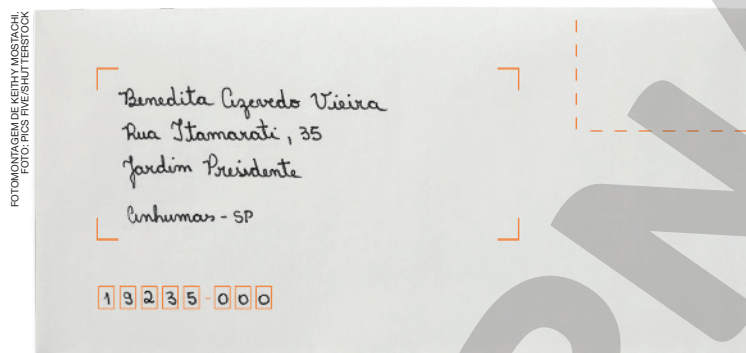 FOTOMONTAGEM DE KEITHY MOSTACHI.
FOTO: PICS FIVE/SHUTTERSTOCK
Benedita Azevedo Vieira
Rua Itamarati, 35
Jardim Presidente
Anhumas - SP
19235-000